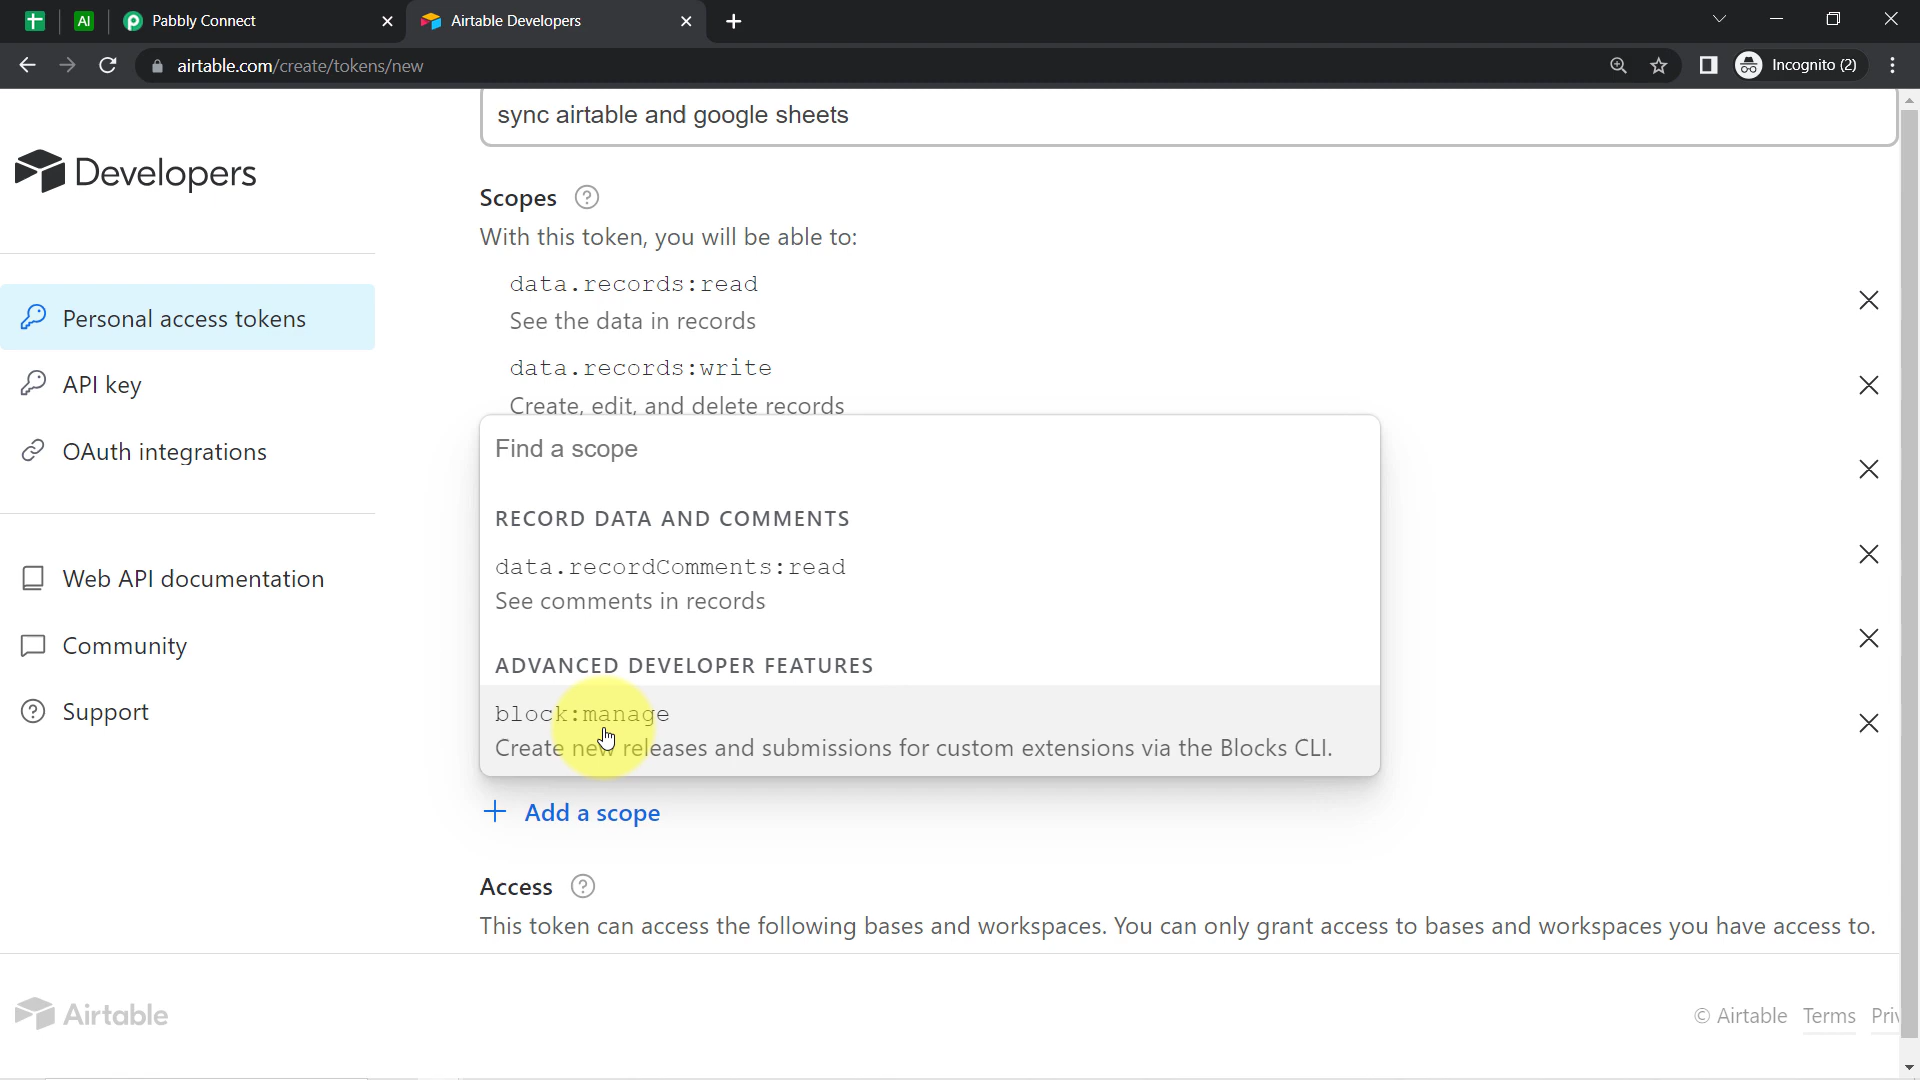 AI
Pabbly Connect
Airtable Developers
airtable.com/create/tokens/new
Incognito (2)
sync airtable and google sheets
Developers
Scopes
With this token, you will be able to:
data.records:read
See the data in records
Personal access tokens
data.records:write
API key
Create, edit, and delete records
OAuth integrations
Find a scope
RECORD DATA AND COMMENTS
data.recordComments:read
Web API documentation
See comments in records
Community
ADVANCED DEVELOPER FEATURES
block:manage
Support
Create new releases and submissions for custom extensions via the Blocks CLI.
+ Add a scope
Access
This token can access the following bases and workspaces. You can only grant access to bases and workspaces you have access to.
Airtable
© Airtable Terms Priv